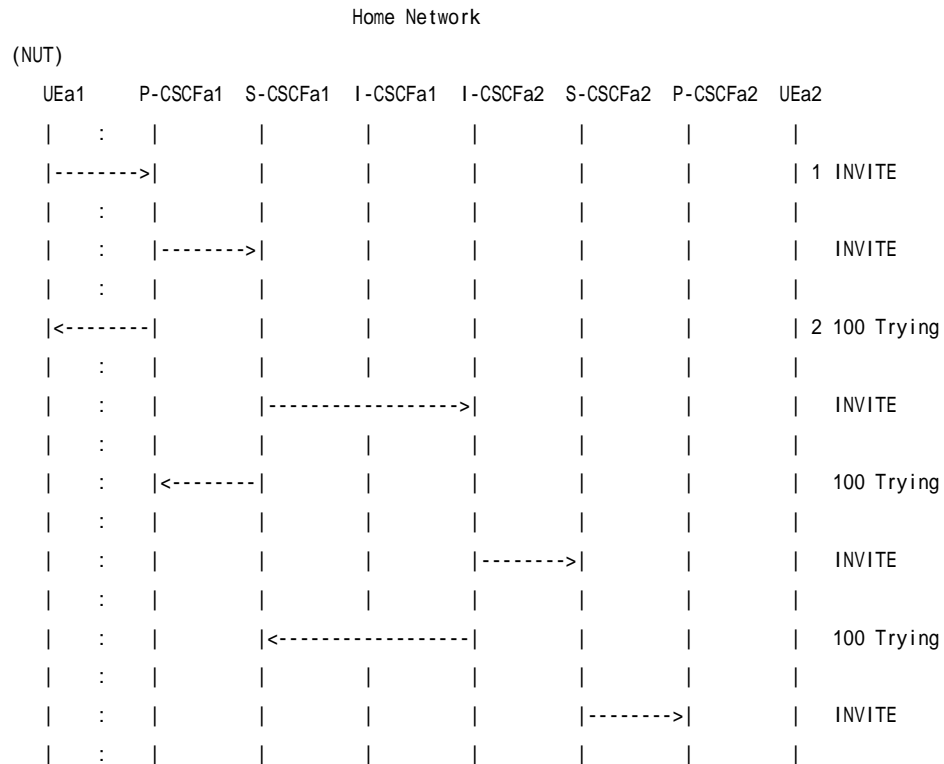 Home Network
(NUT)
UEa1 P-CSCFa1 S-CSCFa1 I-CSCFa1 I-CSCFa2 S-CSCFa2 P-CSCFa2 UEa2
| : | | | | | | |
|-------->| | | | | | | 1 INVITE
| : | | | | | | |
| : |-------->| | | | | | INVITE
| : | | | | | | |
|<--------| | | | | | | 2 100 Trying
| : | | | | | | |
| : | |------------------>| | | | INVITE
| : | | | | | | |
| : |<--------| | | | | | 100 Trying
| : | | | | | | |
| : | | | |-------->| | | INVITE
| : | | | | | | |
| : | |<------------------| | | | 100 Trying
| : | | | | | | |
| : | | | | |-------->| | INVITE
| : | | | | | | |